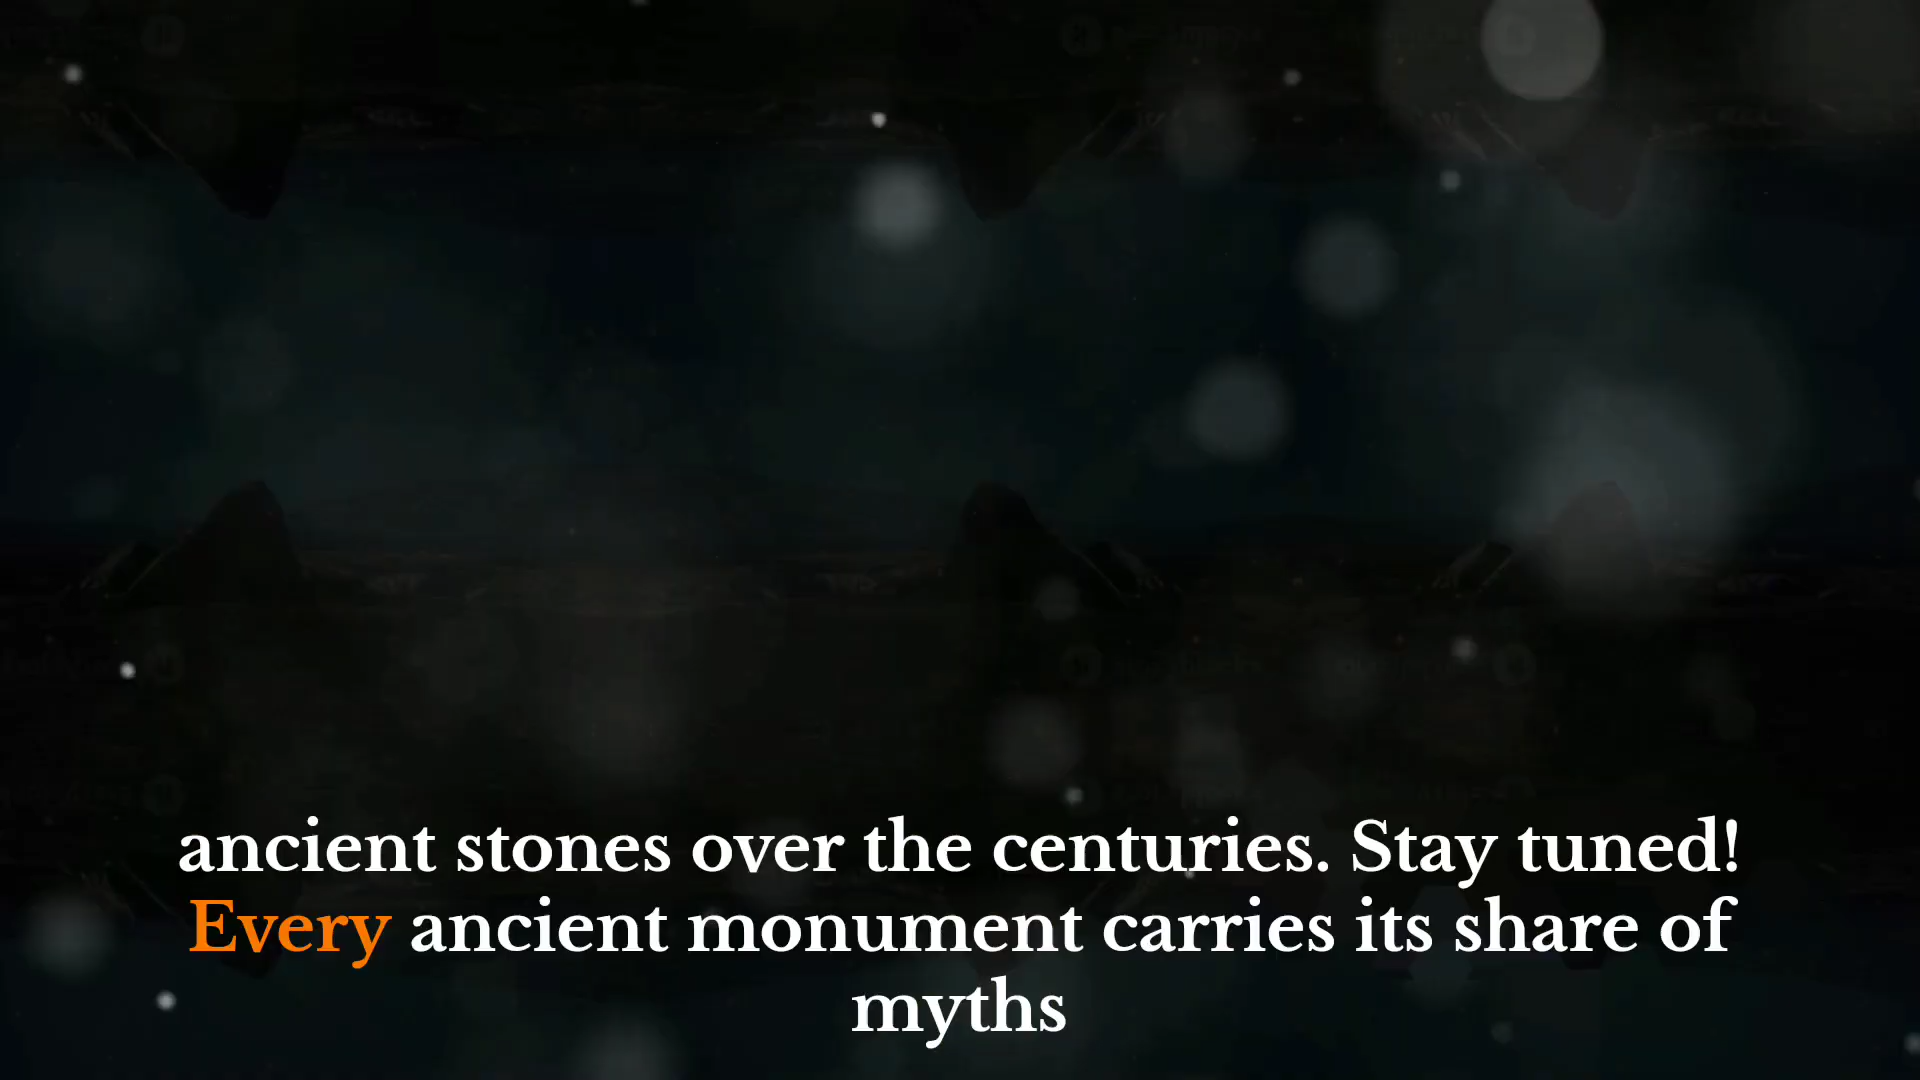 ancient stones over the centuries. Stay tuned!
Every ancient monument carries its share of
myths